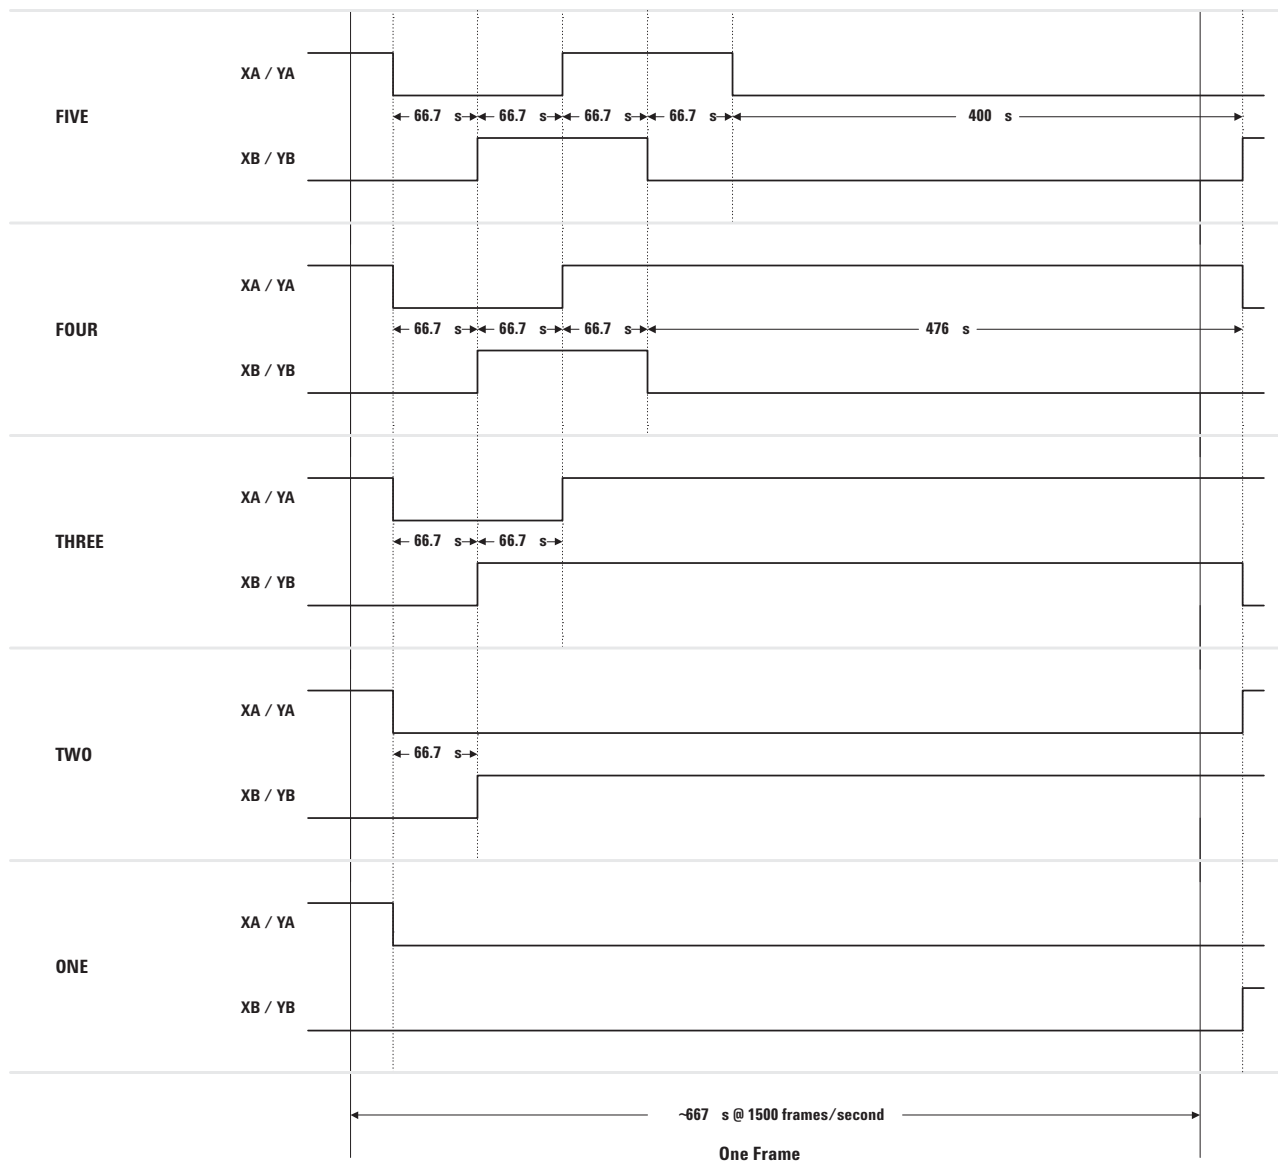 XA / YA
FIVE
66.7 s 66.7 s 66.7 s 66.7 s 400 s
XB / YB
XA / YA
FOUR
66.7 s 66.7 s 66.7 s 476 s
XB / YB
XA / YA
THREE
66.7 s 66.7 s
XB / YB
XA / YA
TWO
66.7 s
XB / YB
XA / YA
ONE
XB / YB
~667 s @ 1500 frames/second
One Frame